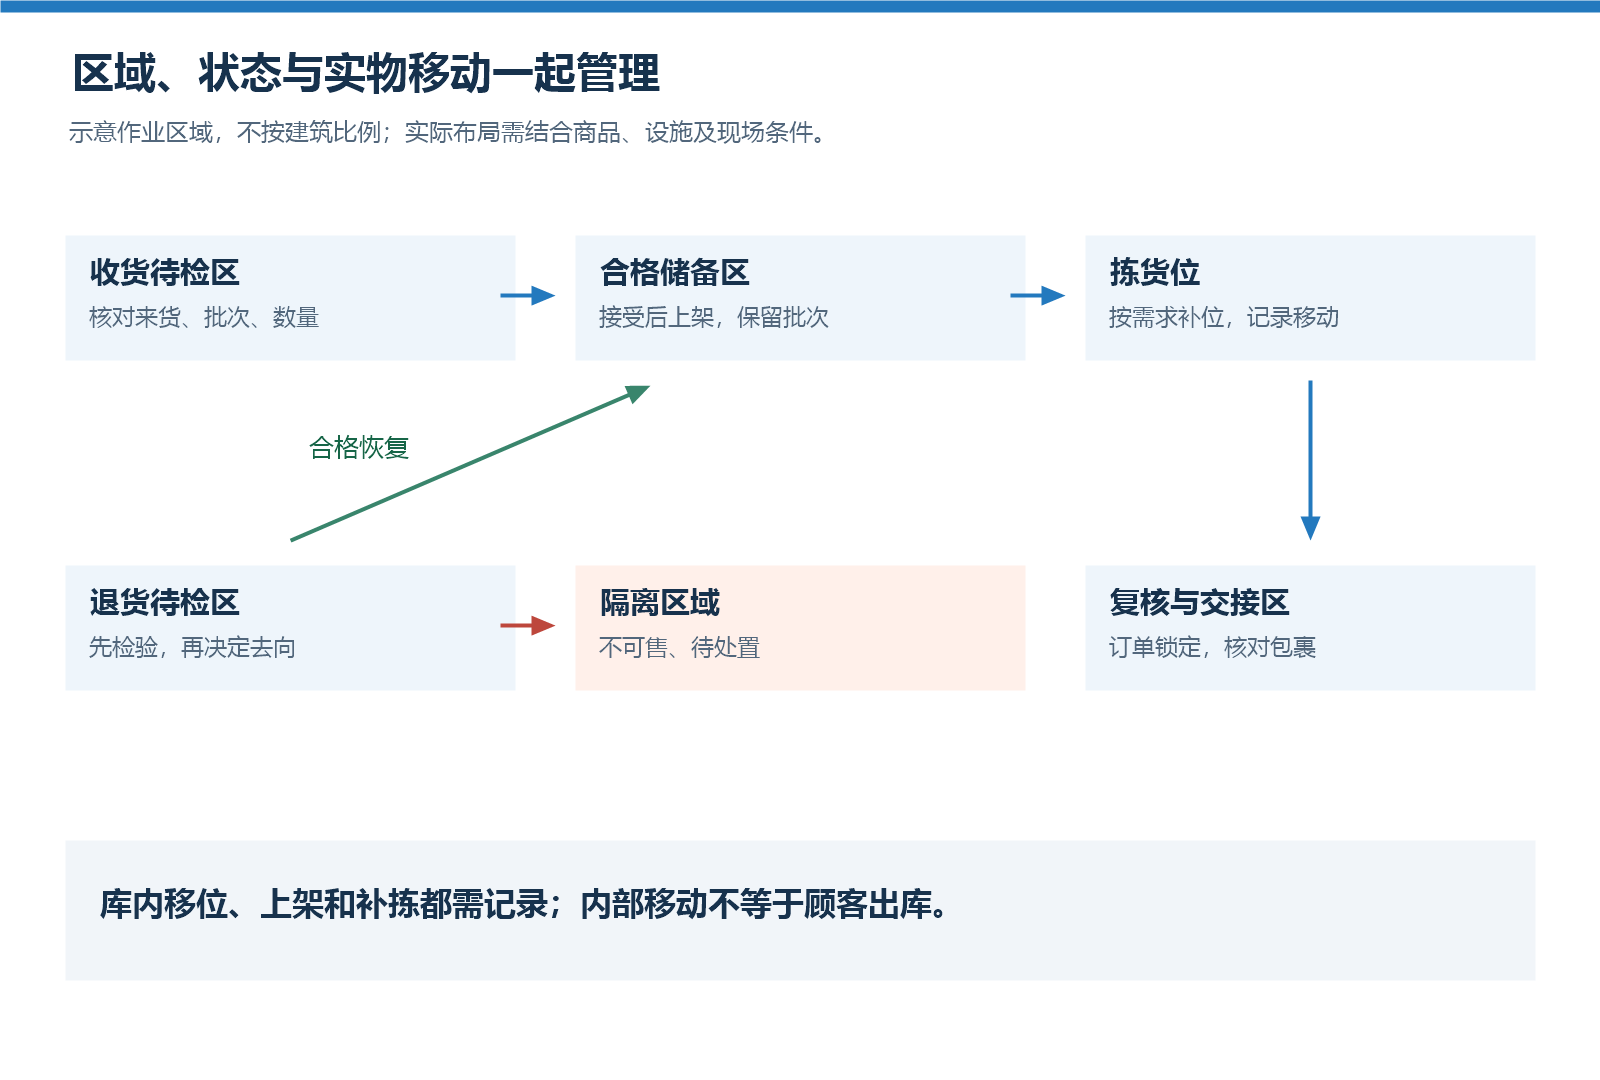 区域、状态与实物移动一起管理
示意作业区域，不按建筑比例；实际布局需结合商品、设施及现场条件。
收货待检区
核对来货、批次、数量
合格储备区
接受后上架，保留批次
拣货位
按需求补位，记录移动
合格恢复
退货待检区
先检验，再决定去向
隔离区域
不可售、待处置
复核与交接区
订单锁定，核对包裹
库内移位、上架和补拣都需记录；内部移动不等于顾客出库。